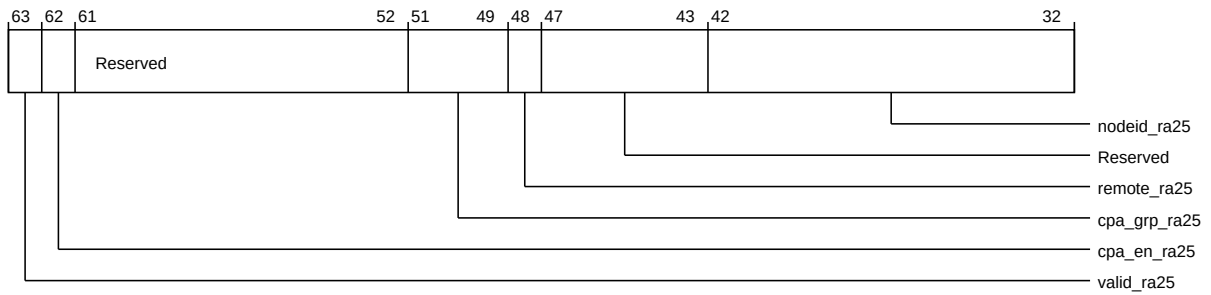 63 62 61 52 51 49 48 47 43 42 32
Reserved
nodeid_ra25
Reserved
remote_ra25
cpa_grp_ra25
cpa_en_ra25
valid_ra25